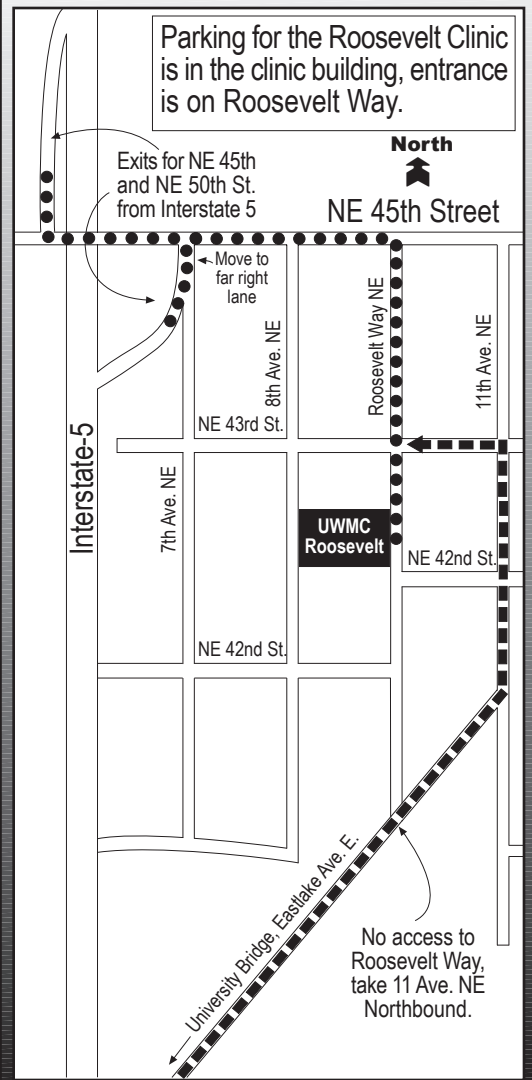 Parking for the Roosevelt Clinic
is in the clinic building, entrance
is on Roosevelt Way.
North
Exits for NE 45th
and NE 50th St.
from Interstate 5
NE 45th Street
Move to
far right
lane
8th Ave. NE
Roosevelt Way NE
11th Ave. NE
NE 43rd St.
Interstate-5
7th Ave. NE
UWMC
Roosevelt
NE 42nd St.
NE 42nd St.
University Bridge, Eastlake Ave. E.
No access to
Roosevelt Way,
take 11 Ave. NE
Northbound.